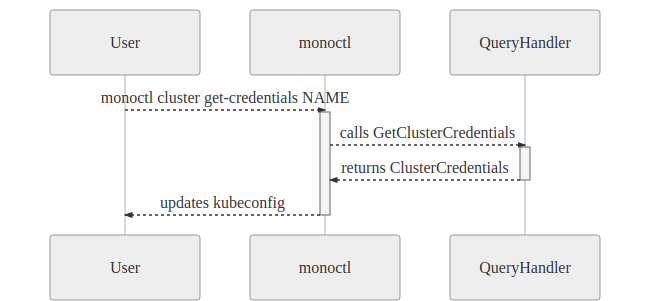 User
monoctl
QueryHandler
monoctl cluster get-credentials NAME
calls GetClusterCredentials
returns ClusterCredentials
updates kubeconfig
User
monoctl
QueryHandler